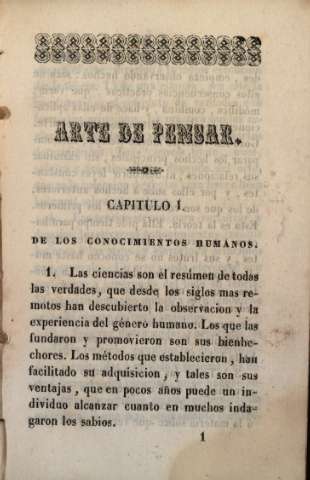 ARTE DE PENSAR.
CAPITULO I.
DE LOS CONOCIMIENTOS HUMANOS.
1. Las ciencias son el resúmen de todas
las verdades, que desde los siglos mas re-
motos han descubierto la observacion y la
experiencia del género humano. Los que las
fundaron y promovieron son sus bienhe-
chores. Los métodos que establecieron, han
facilitado su adquisicion, y tales son sus
ventajas, que en pocos años puede un in-
dividuo alcanzar cuanto en muchos inda-
garon los sabios.
1